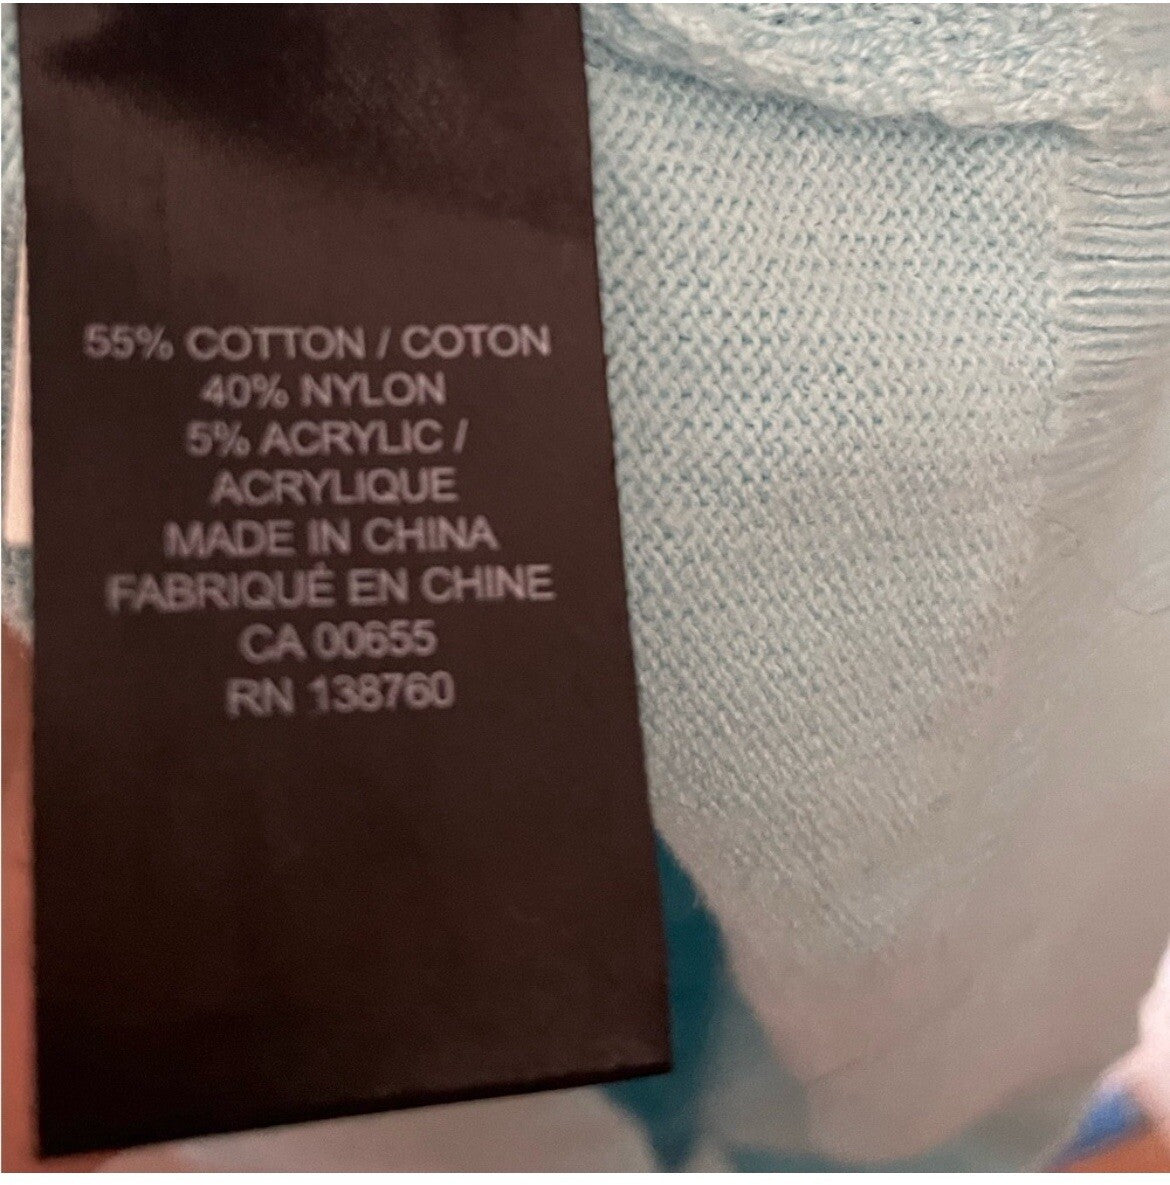 55% COTTON / COTON
40% NYLON
5% ACRYLIC /
ACRYLIQUE
MADE IN CHINA
FABRIQUÉ EN CHINE
CA 00655
RN 138760